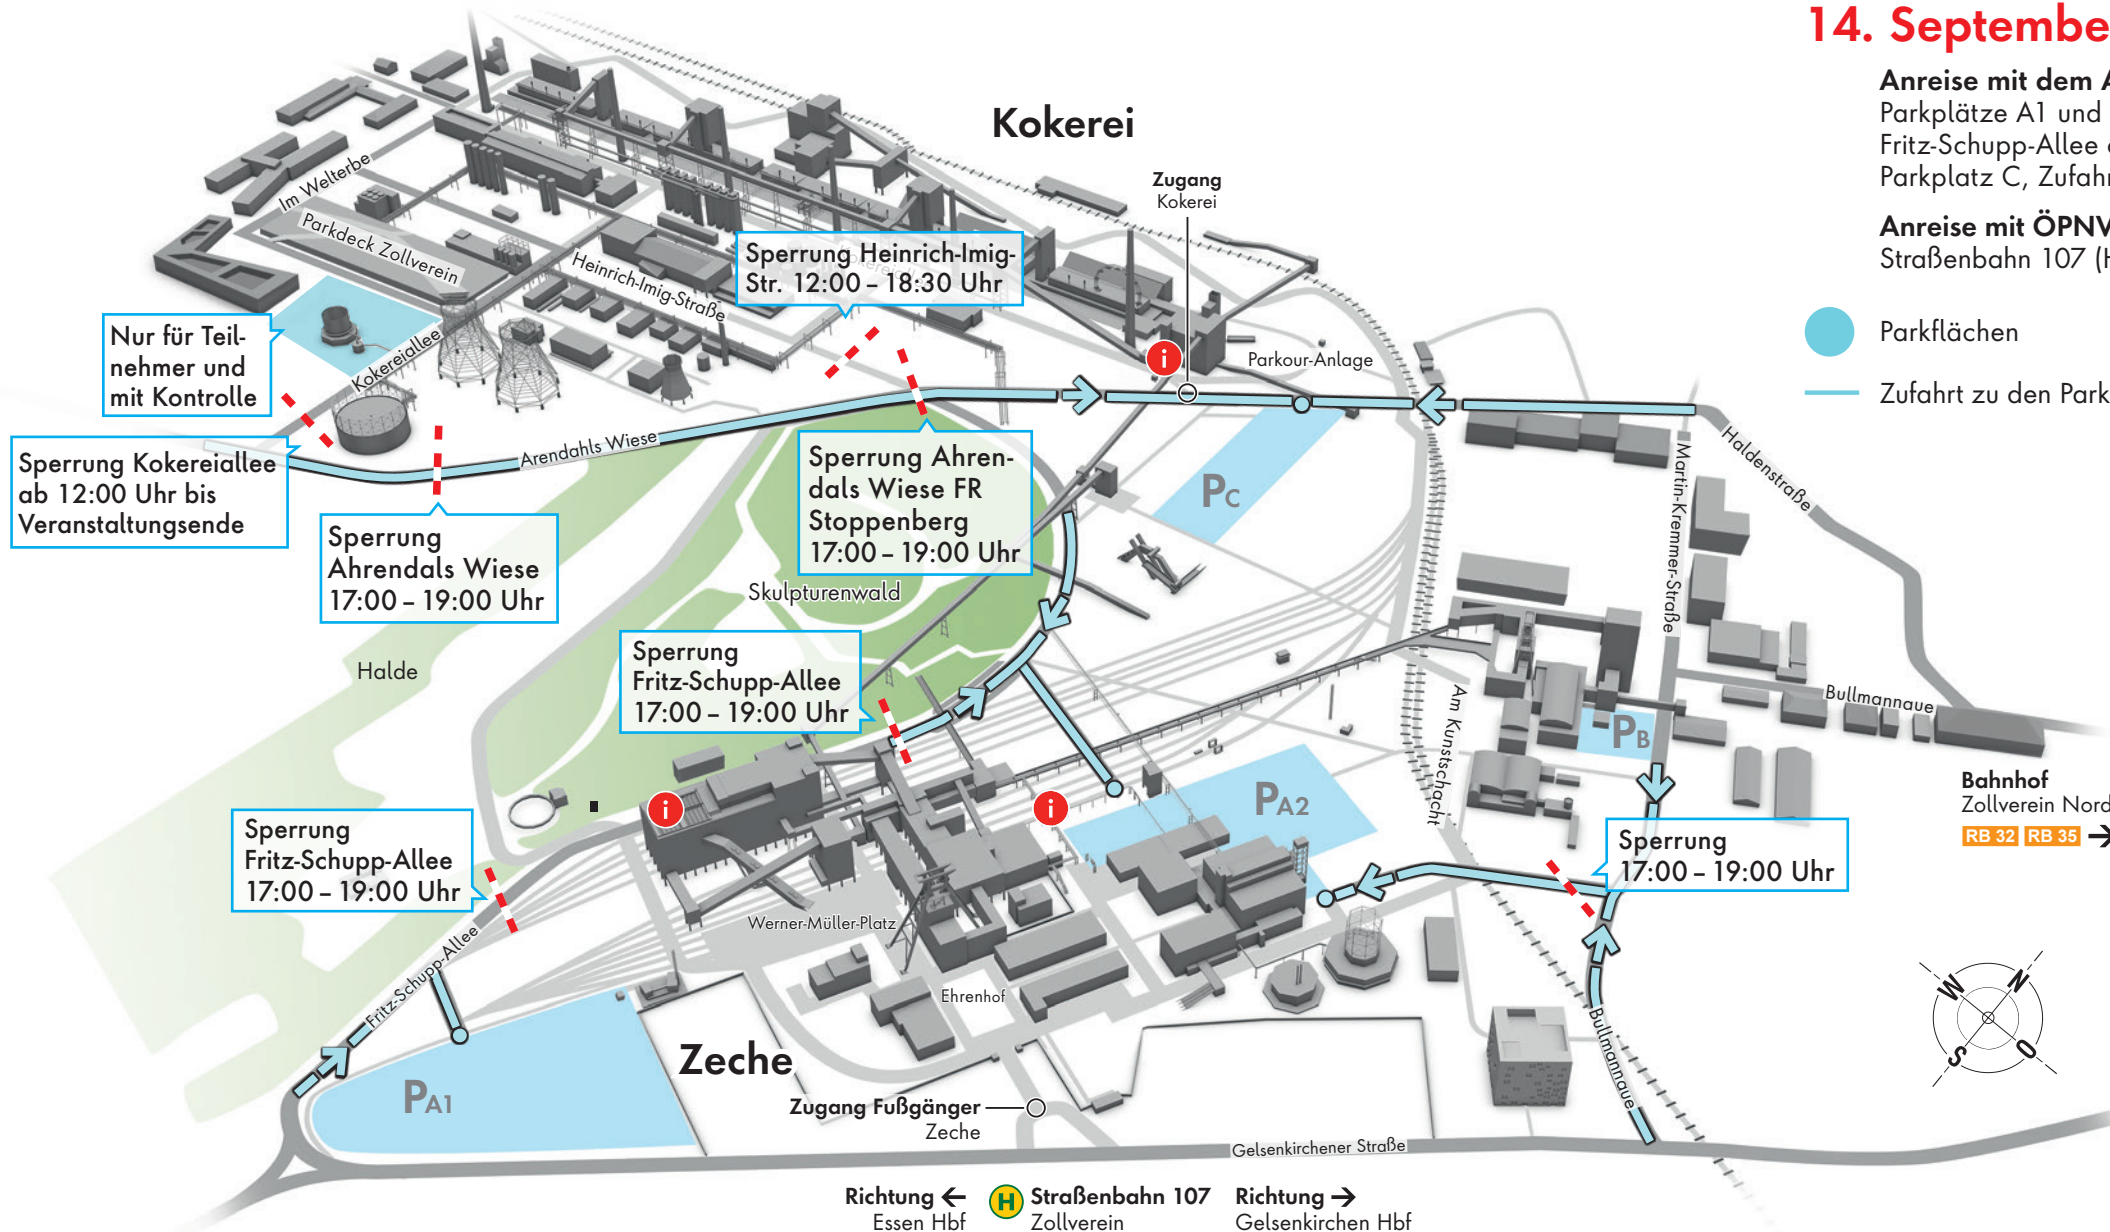 14. Septembe
Anreise mit dem A
Parkplätze A1 und
Fritz-Schupp-Allee
Parkplatz C, Zufahr
Anreise mit ÖPNV
Straßenbahn 107 (H
Parkflächen
Zufahrt zu den Park
Kokerei
Zugang
Kokerei
Im Welterbe
Parkdeck Zollverein
Heinrich-Imig-Straße
Sperrung Heinrich-Imig-
Str. 12:00 – 18:30 Uhr
Nur für Teil-
nehmer und
mit Kontrolle
Kokereiallee
i
Parkour-Anlage
Sperrung Kokereiallee
ab 12:00 Uhr bis
Veranstaltungsende
Arendahls Wiese
Sperrung
Ahrendals Wiese
17:00 – 19:00 Uhr
Sperrung Ahren-
dals Wiese FR
Stoppenberg
17:00 – 19:00 Uhr
PC
Haldenstraße
Martin-Kremmer-Straße
Skulpturenwald
Halde
Sperrung
Fritz-Schupp-Allee
17:00 – 19:00 Uhr
Am Kunstschacht
Bullmannaue
PB
Bahnhof
Zollverein Nord
RB 32 RB 35 →
i
i
PA2
Sperrung
Fritz-Schupp-Allee
17:00 – 19:00 Uhr
Sperrung
17:00 – 19:00 Uhr
Werner-Müller-Platz
Fritz-Schupp-Allee
Ehrenhof
Zeche
PA1
Bullmannaue
W N
S O
Zugang Fußgänger
Zeche
Gelsenkirchener Straße
Richtung ←
Essen Hbf
H Straßenbahn 107
Zollverein
Richtung →
Gelsenkirchen Hbf